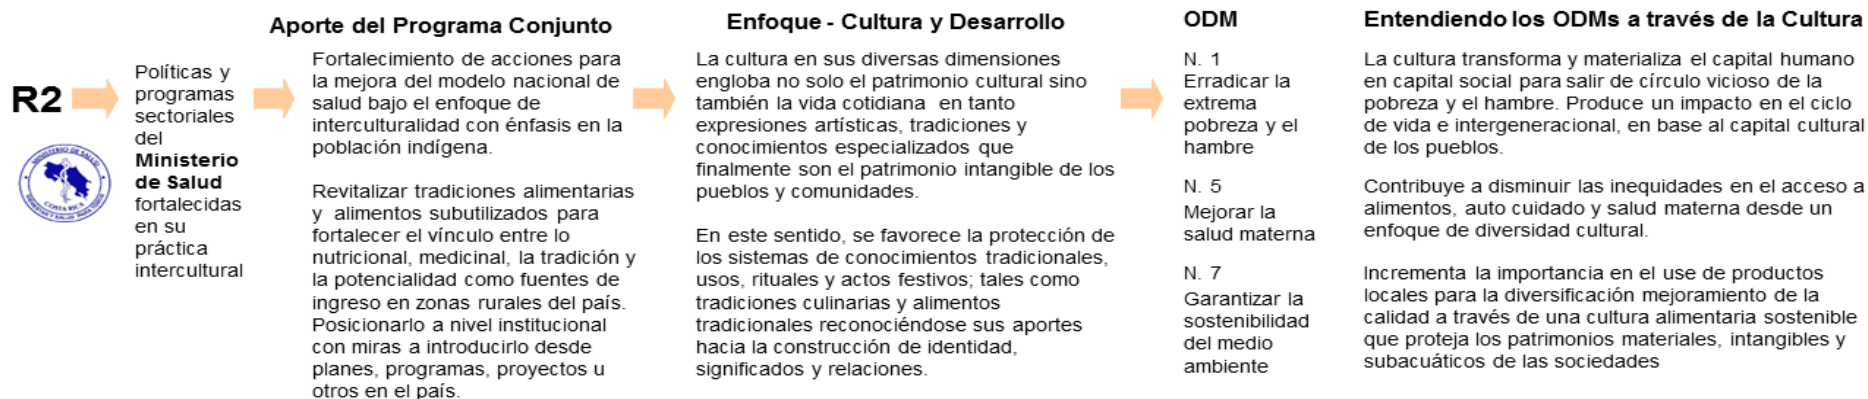 R2
MINISTERIO DE SALUD
COSTA RICA
Políticas y
programas
sectoriales
del
Ministerio
de Salud
fortalecidas
en su
práctica
intercultural
Aporte del Programa Conjunto
Fortalecimiento de acciones para
la mejora del modelo nacional de
salud bajo el enfoque de
interculturalidad con énfasis en la
población indígena.
Revitalizar tradiciones alimentarias
y alimentos subutilizados para
fortalecer el vínculo entre lo
nutricional, medicinal, la tradición y
la potencialidad como fuentes de
ingreso en zonas rurales del país.
Posicionarlo a nivel institucional
con miras a introducirlo desde
planes, programas, proyectos u
otros en el país.
Enfoque - Cultura y Desarrollo
La cultura en sus diversas dimensiones
engloba no solo el patrimonio cultural sino
también la vida cotidiana en tanto
expresiones artísticas, tradiciones y
conocimientos especializados que
finalmente son el patrimonio intangible de los
pueblos y comunidades.
En este sentido, se favorece la protección de
los sistemas de conocimientos tradicionales,
usos, rituales y actos festivos; tales como
tradiciones culinarias y alimentos
tradicionales reconociéndose sus aportes
hacia la construcción de identidad,
significados y relaciones.
ODM
N. 1
Erradicar la
extrema
pobreza y el
hambre
N. 5
Mejorar la
salud materna
N. 7
Garantizar la
sostenibilidad
del medio
ambiente
Entendiendo los ODMs a través de la Cultura
La cultura transforma y materializa el capital humano
en capital social para salir de círculo vicioso de la
pobreza y el hambre. Produce un impacto en el ciclo
de vida e intergeneracional, en base al capital cultural
de los pueblos.
Contribuye a disminuir las inequidades en el acceso a
alimentos, auto cuidado y salud materna desde un
enfoque de diversidad cultural.
Incrementa la importancia en el use de productos
locales para la diversificación mejoramiento de la
calidad a través de una cultura alimentaria sostenible
que proteja los patrimonios materiales, intangibles y
subacuáticos de las sociedades